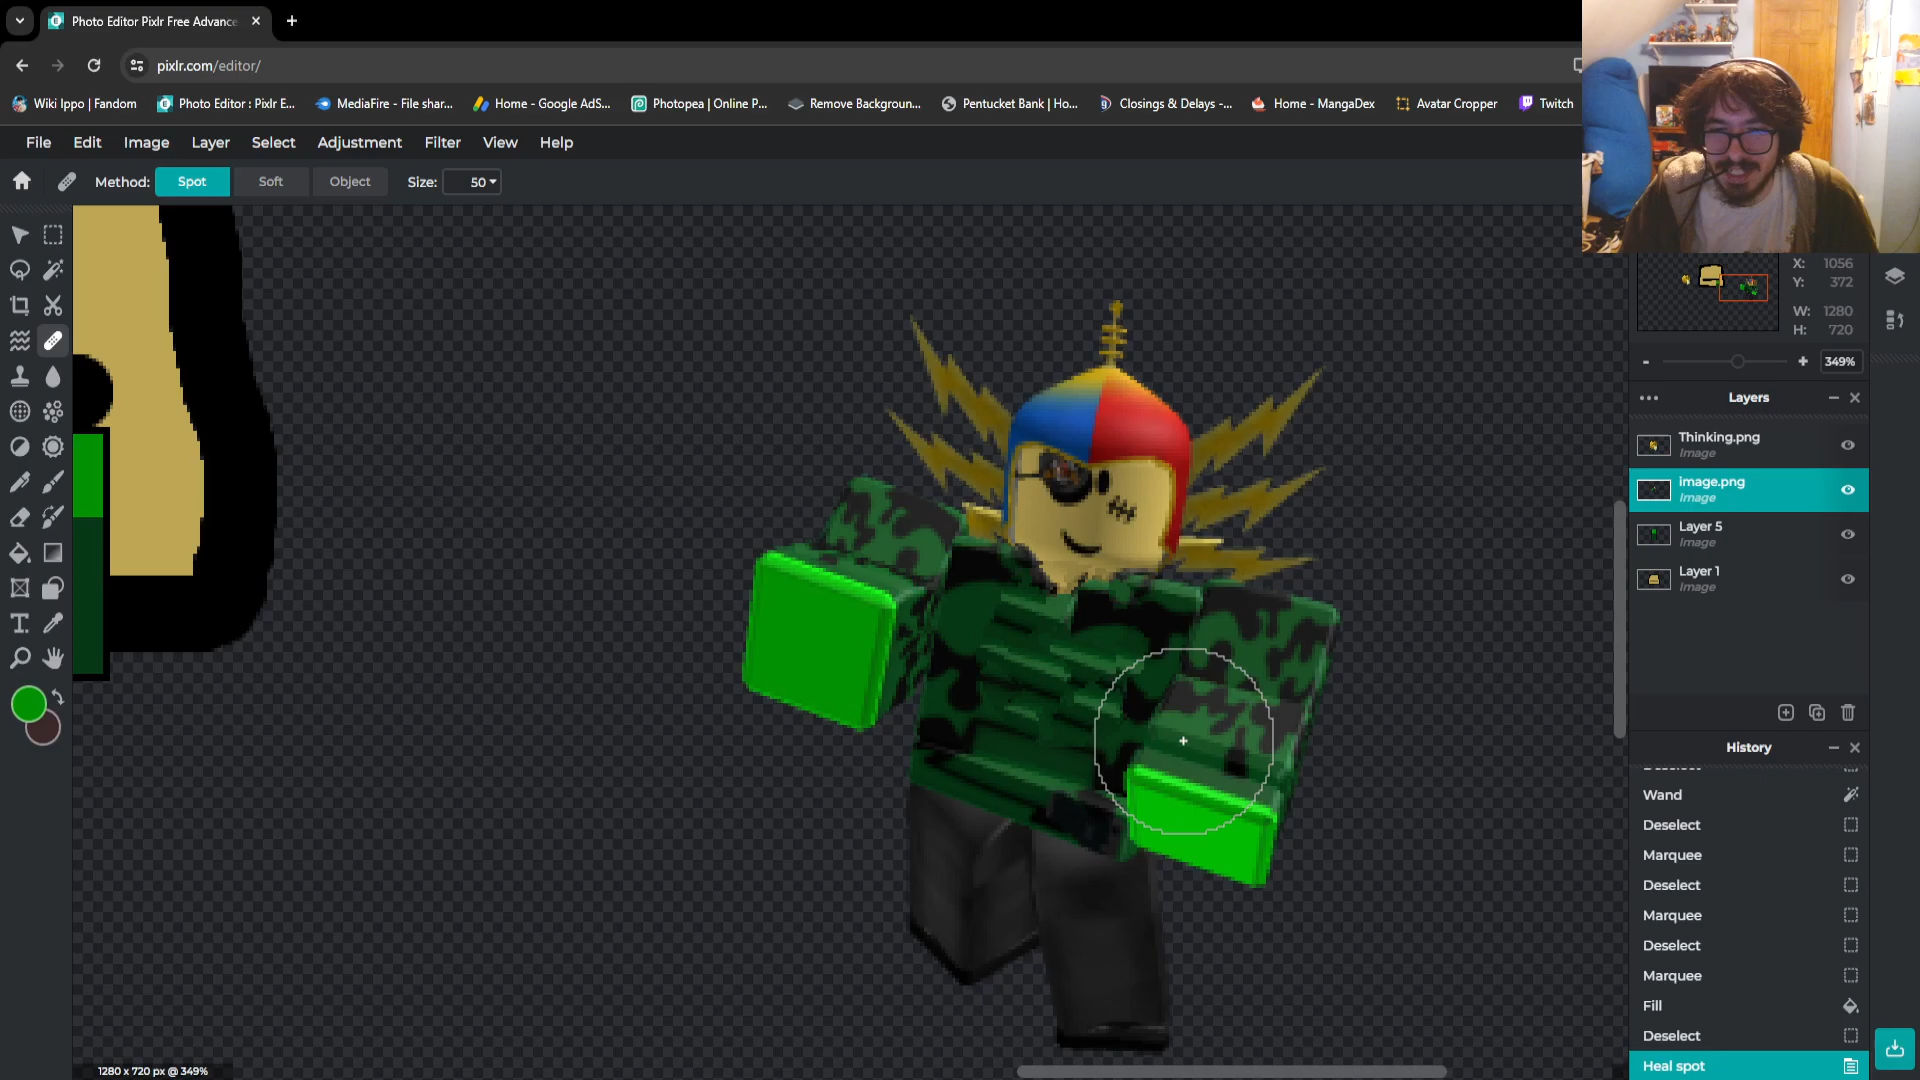 Photo Editor Pixlr Free Advance
pixlr.com/editor/
Wiki Ippo | Fandom
Photo Editor : Pixlr E...
MediaFire - File shar...
Home - Google AdS...
Photopea | Online P...
Remove Backgroun...
Pentucket Bank | Ho...
Closings & Delays -...
Home - MangaDex
Avatar Cropper
Twitch
File
Edit
Image
Layer
Select
Adjustment
Filter
View
Help
Method:
Spot
Soft
Object
Size:
50
X: 1056
Y: 372
W: 1280
H: 720
349%
Layers
Thinking.png
Image
image.png
Image
Layer 5
Image
Layer 1
Image
History
Deselect
Wand
Deselect
Marquee
Deselect
Marquee
Deselect
Marquee
Fill
Deselect
Heal spot
1280 x 720 px @ 349%